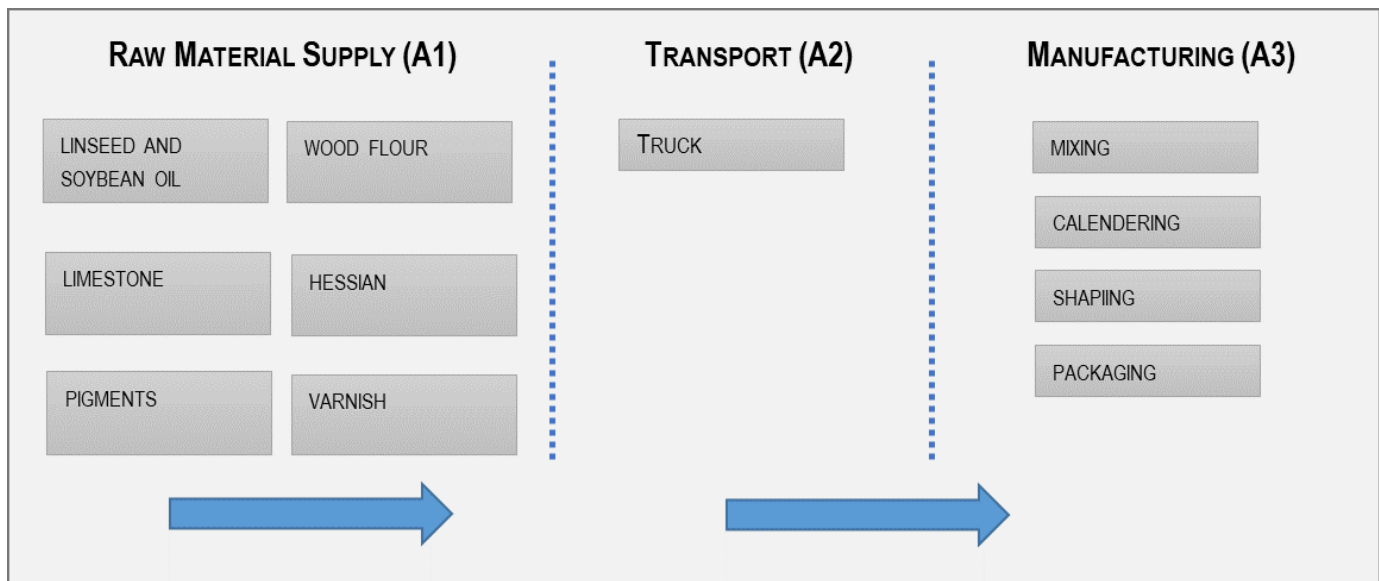 RAW MATERIAL SUPPLY (A1)
TRANSPORT (A2)
MANUFACTURING (A3)
LINSEED AND
SOYBEAN OIL
WOOD FLOUR
LIMESTONE
HESSIAN
PIGMENTS
VARNISH
TRUCK
MIXING
CALENDERING
SHAPIING
PACKAGING